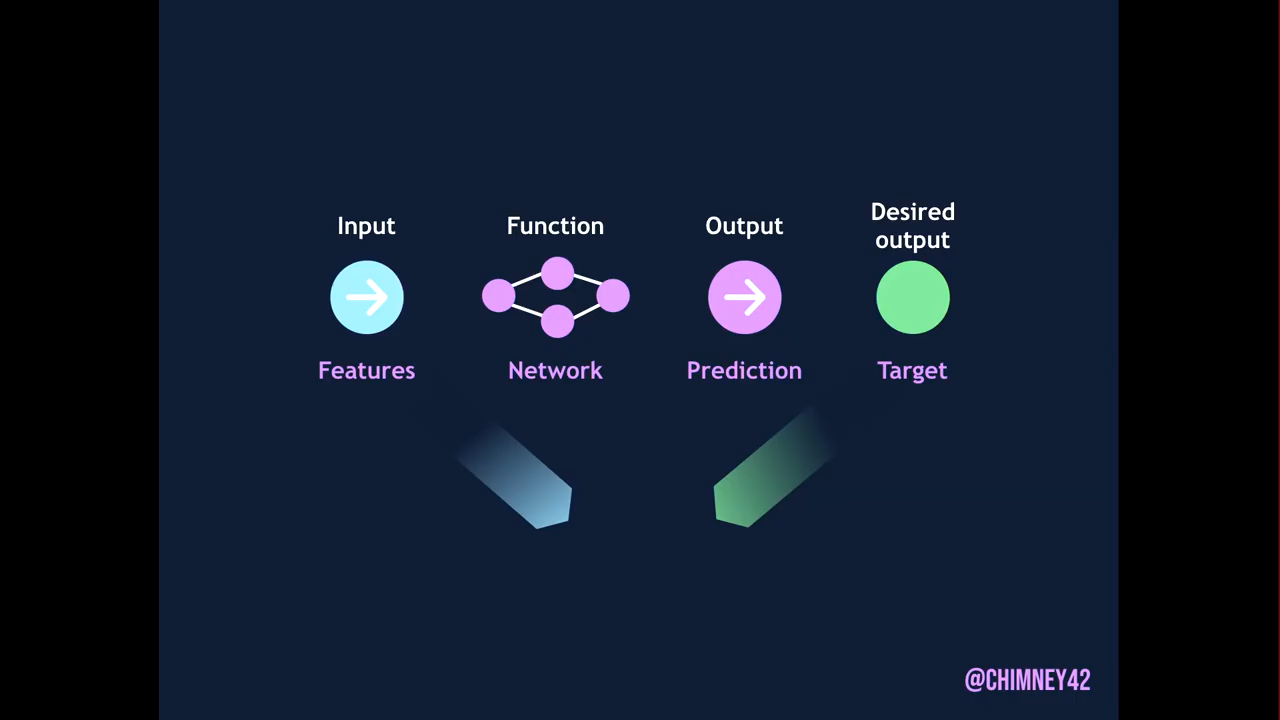 Input
Function
Output
Desired
output
Features
Network
Prediction
Target
@CHIMNEY42